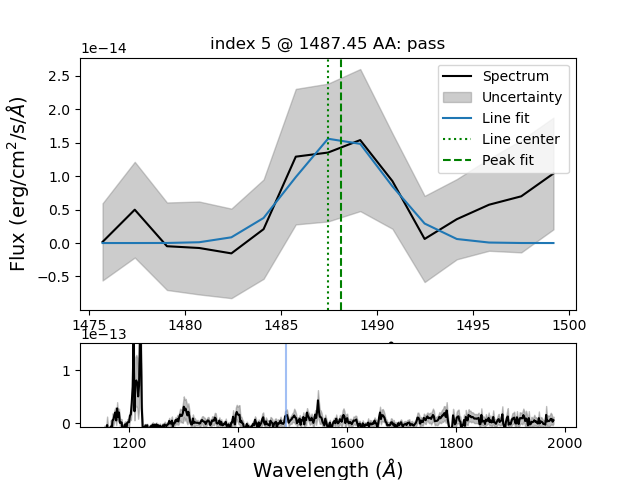 index 5 @ 1487.45 AA: pass
1e−14
Flux (erg/cm²/s/Å)
2.5
2.0
1.5
1.0
0.5
0.0
−0.5
Spectrum
Uncertainty
Line fit
Line center
Peak fit
1475 1480 1485 1490 1495 1500
1e−13
1
0
1200 1400 1600 1800 2000
Wavelength (Å)